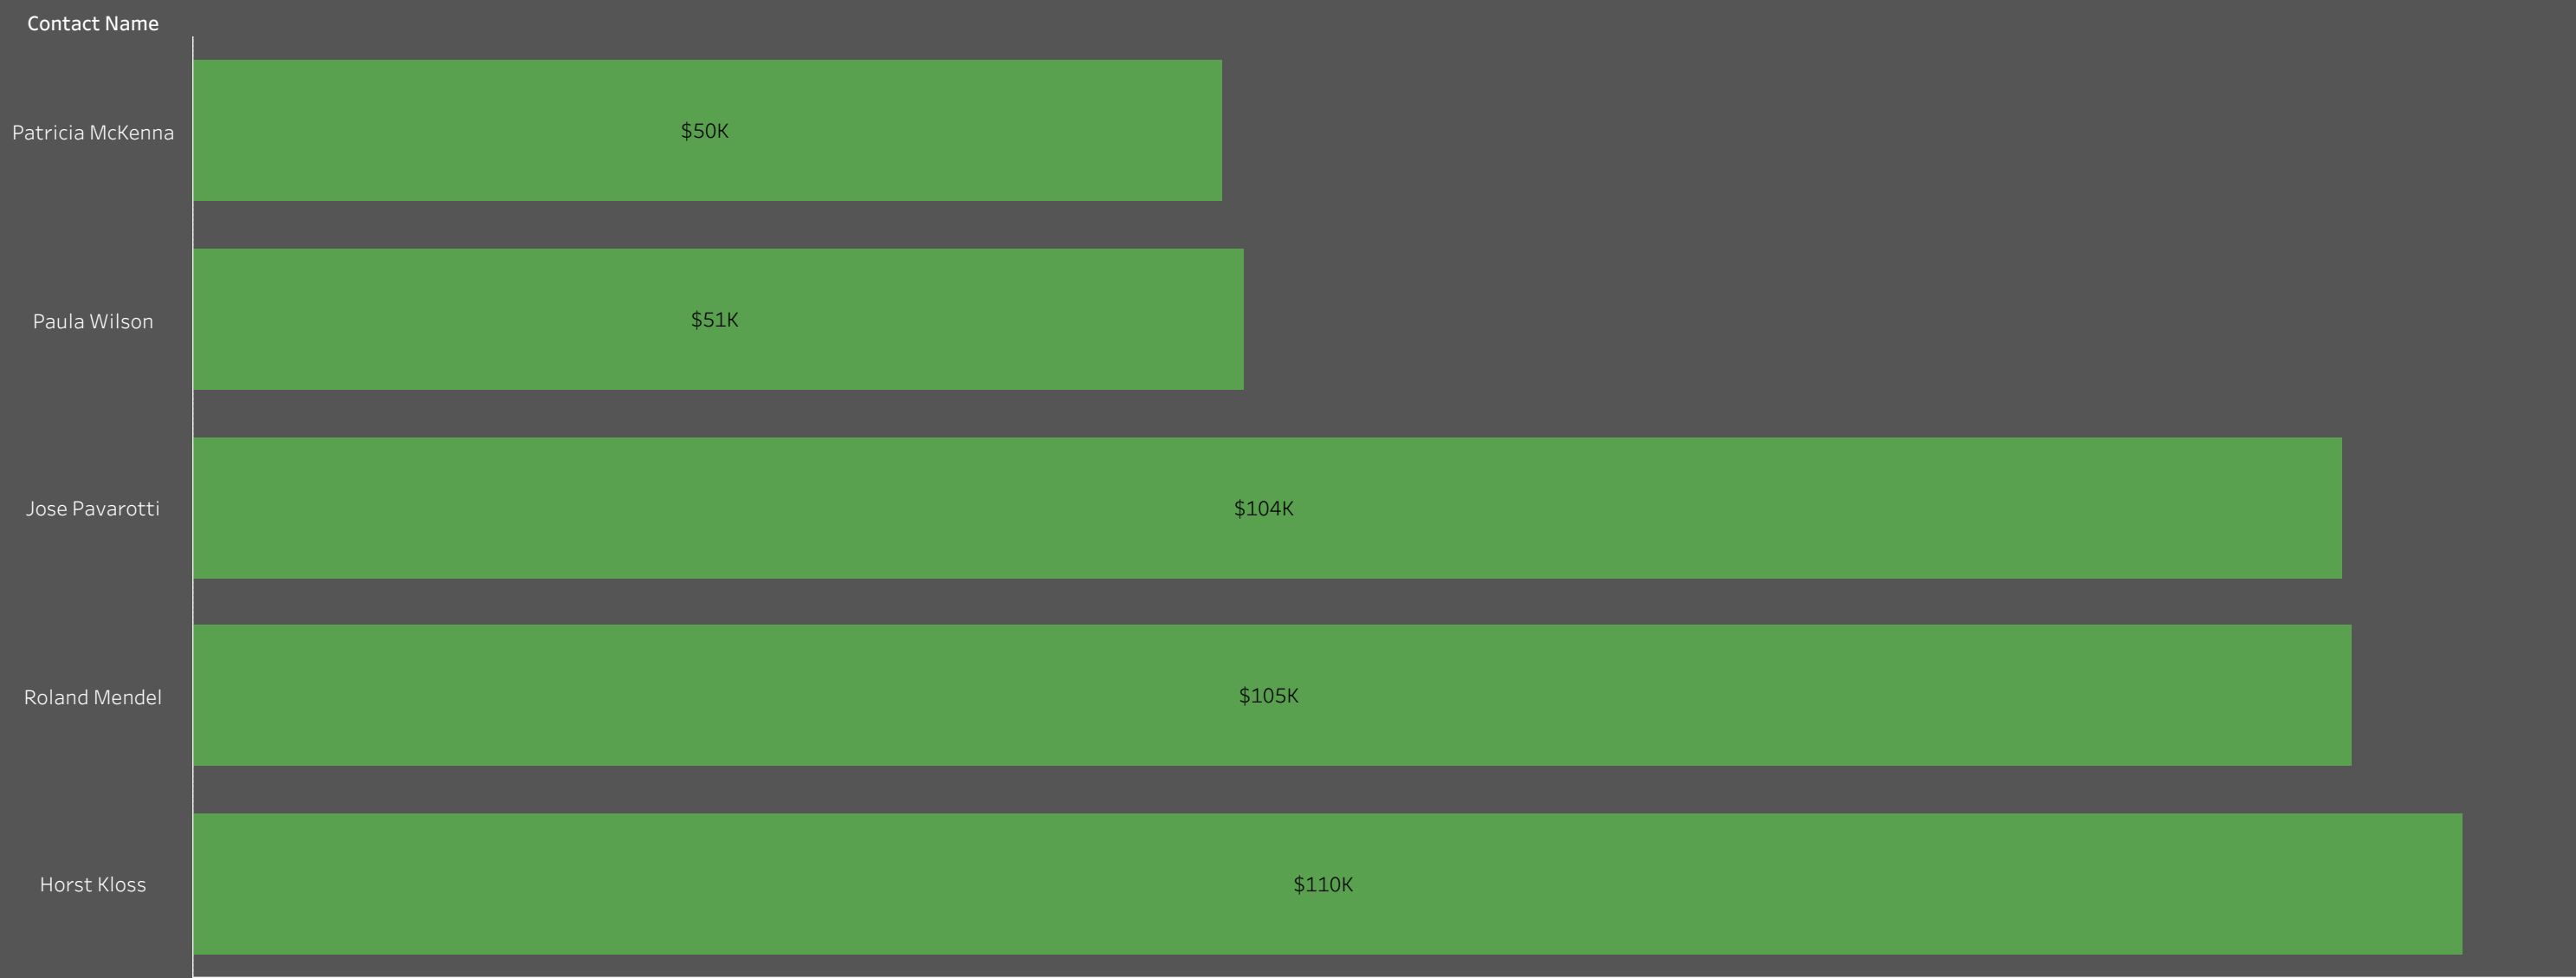 Contact Name
Patricia McKenna
$50K
Paula Wilson
$51K
Jose Pavarotti
$104K
Roland Mendel
$105K
Horst Kloss
$110K